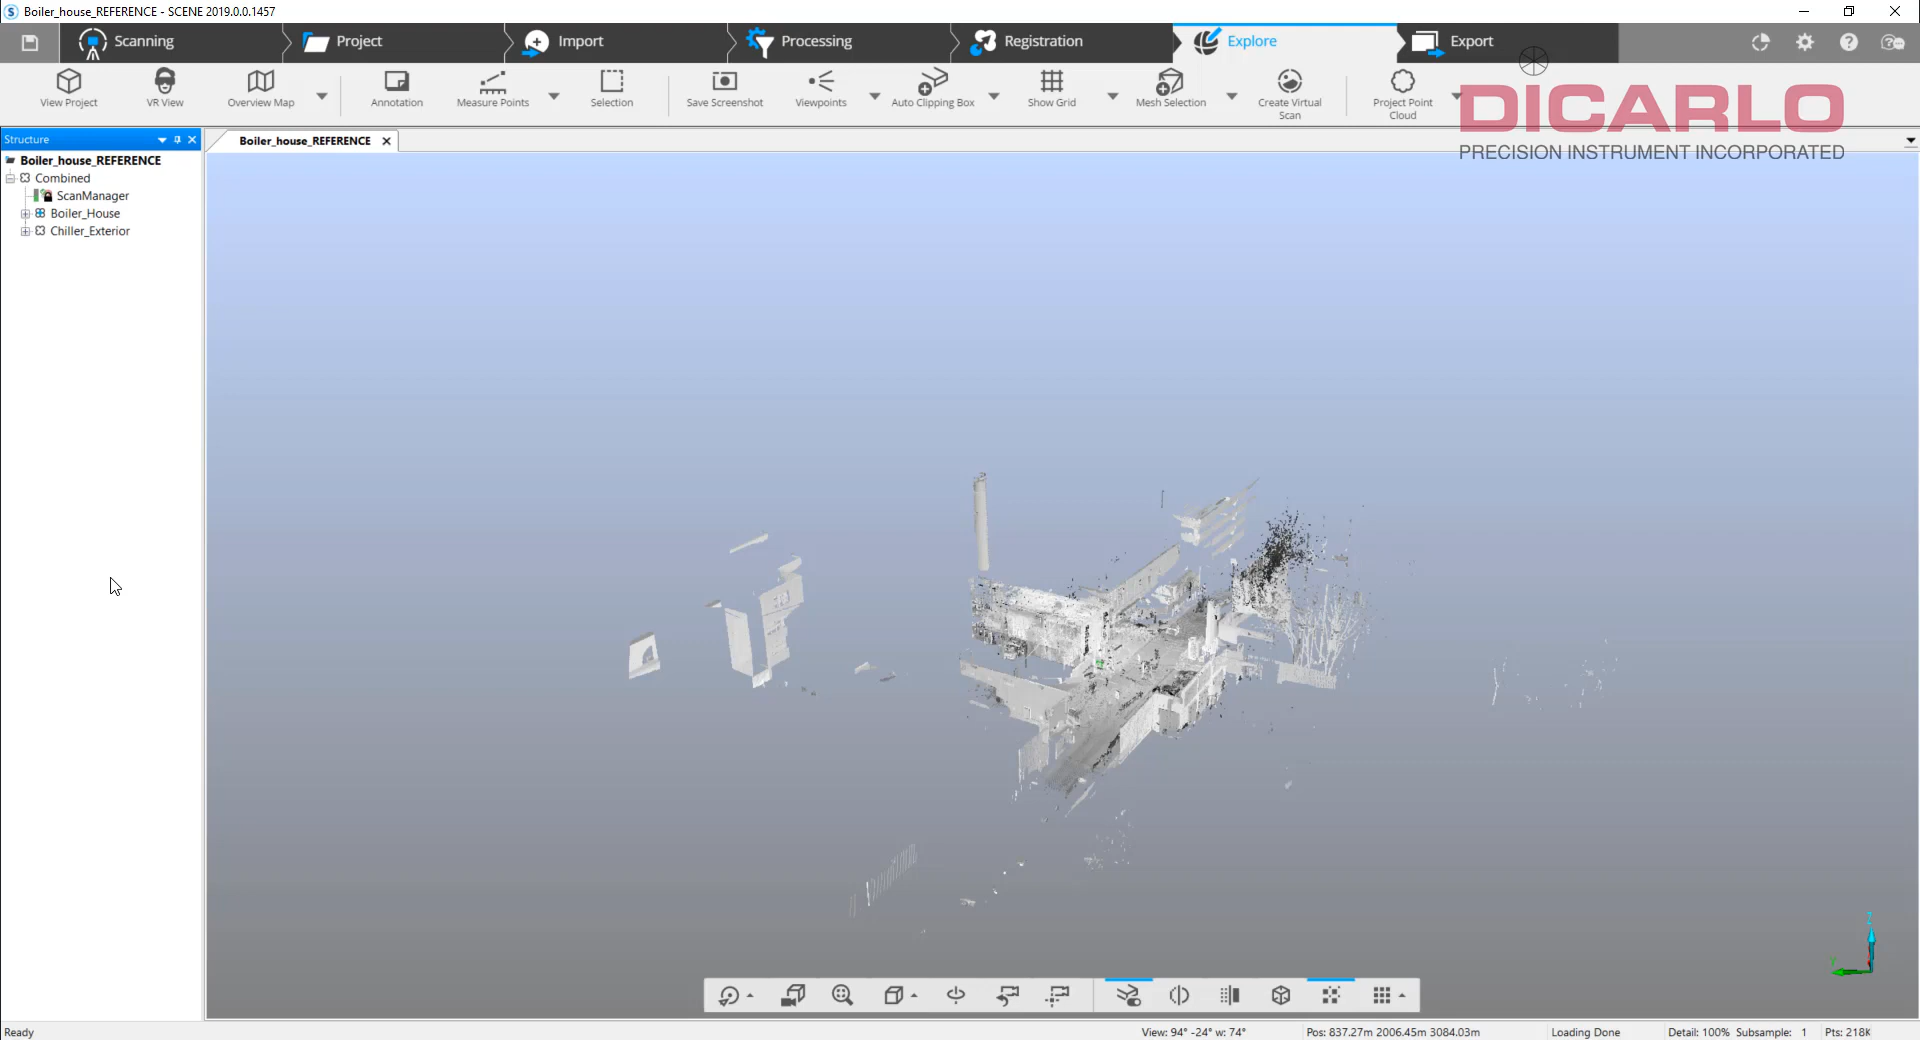 S Boiler_house_REFERENCE - SCENE 2019.0.0.1457
Scanning
Project
Import
Processing
Registration
Explore
Export
View Project
VR View
Overview Map
Annotation
Measure Points
Selection
Save Screenshot
Viewpoints
Auto Clipping Box
Show Grid
Mesh Selection
Create Virtual
Scan
Project Point
Cloud
DICARLO
PRECISION INSTRUMENT INCORPORATED
Structure
Boiler_house_REFERENCE
Boiler_house_REFERENCE
Combined
ScanManager
Boiler_House
Chiller_Exterior
Z
Y
Ready
View: 94° -24° w: 74°
Pos: 837.27m 2006.45m 3084.03m
Loading Done
Detail: 100% Subsample: 1
Pts: 218K